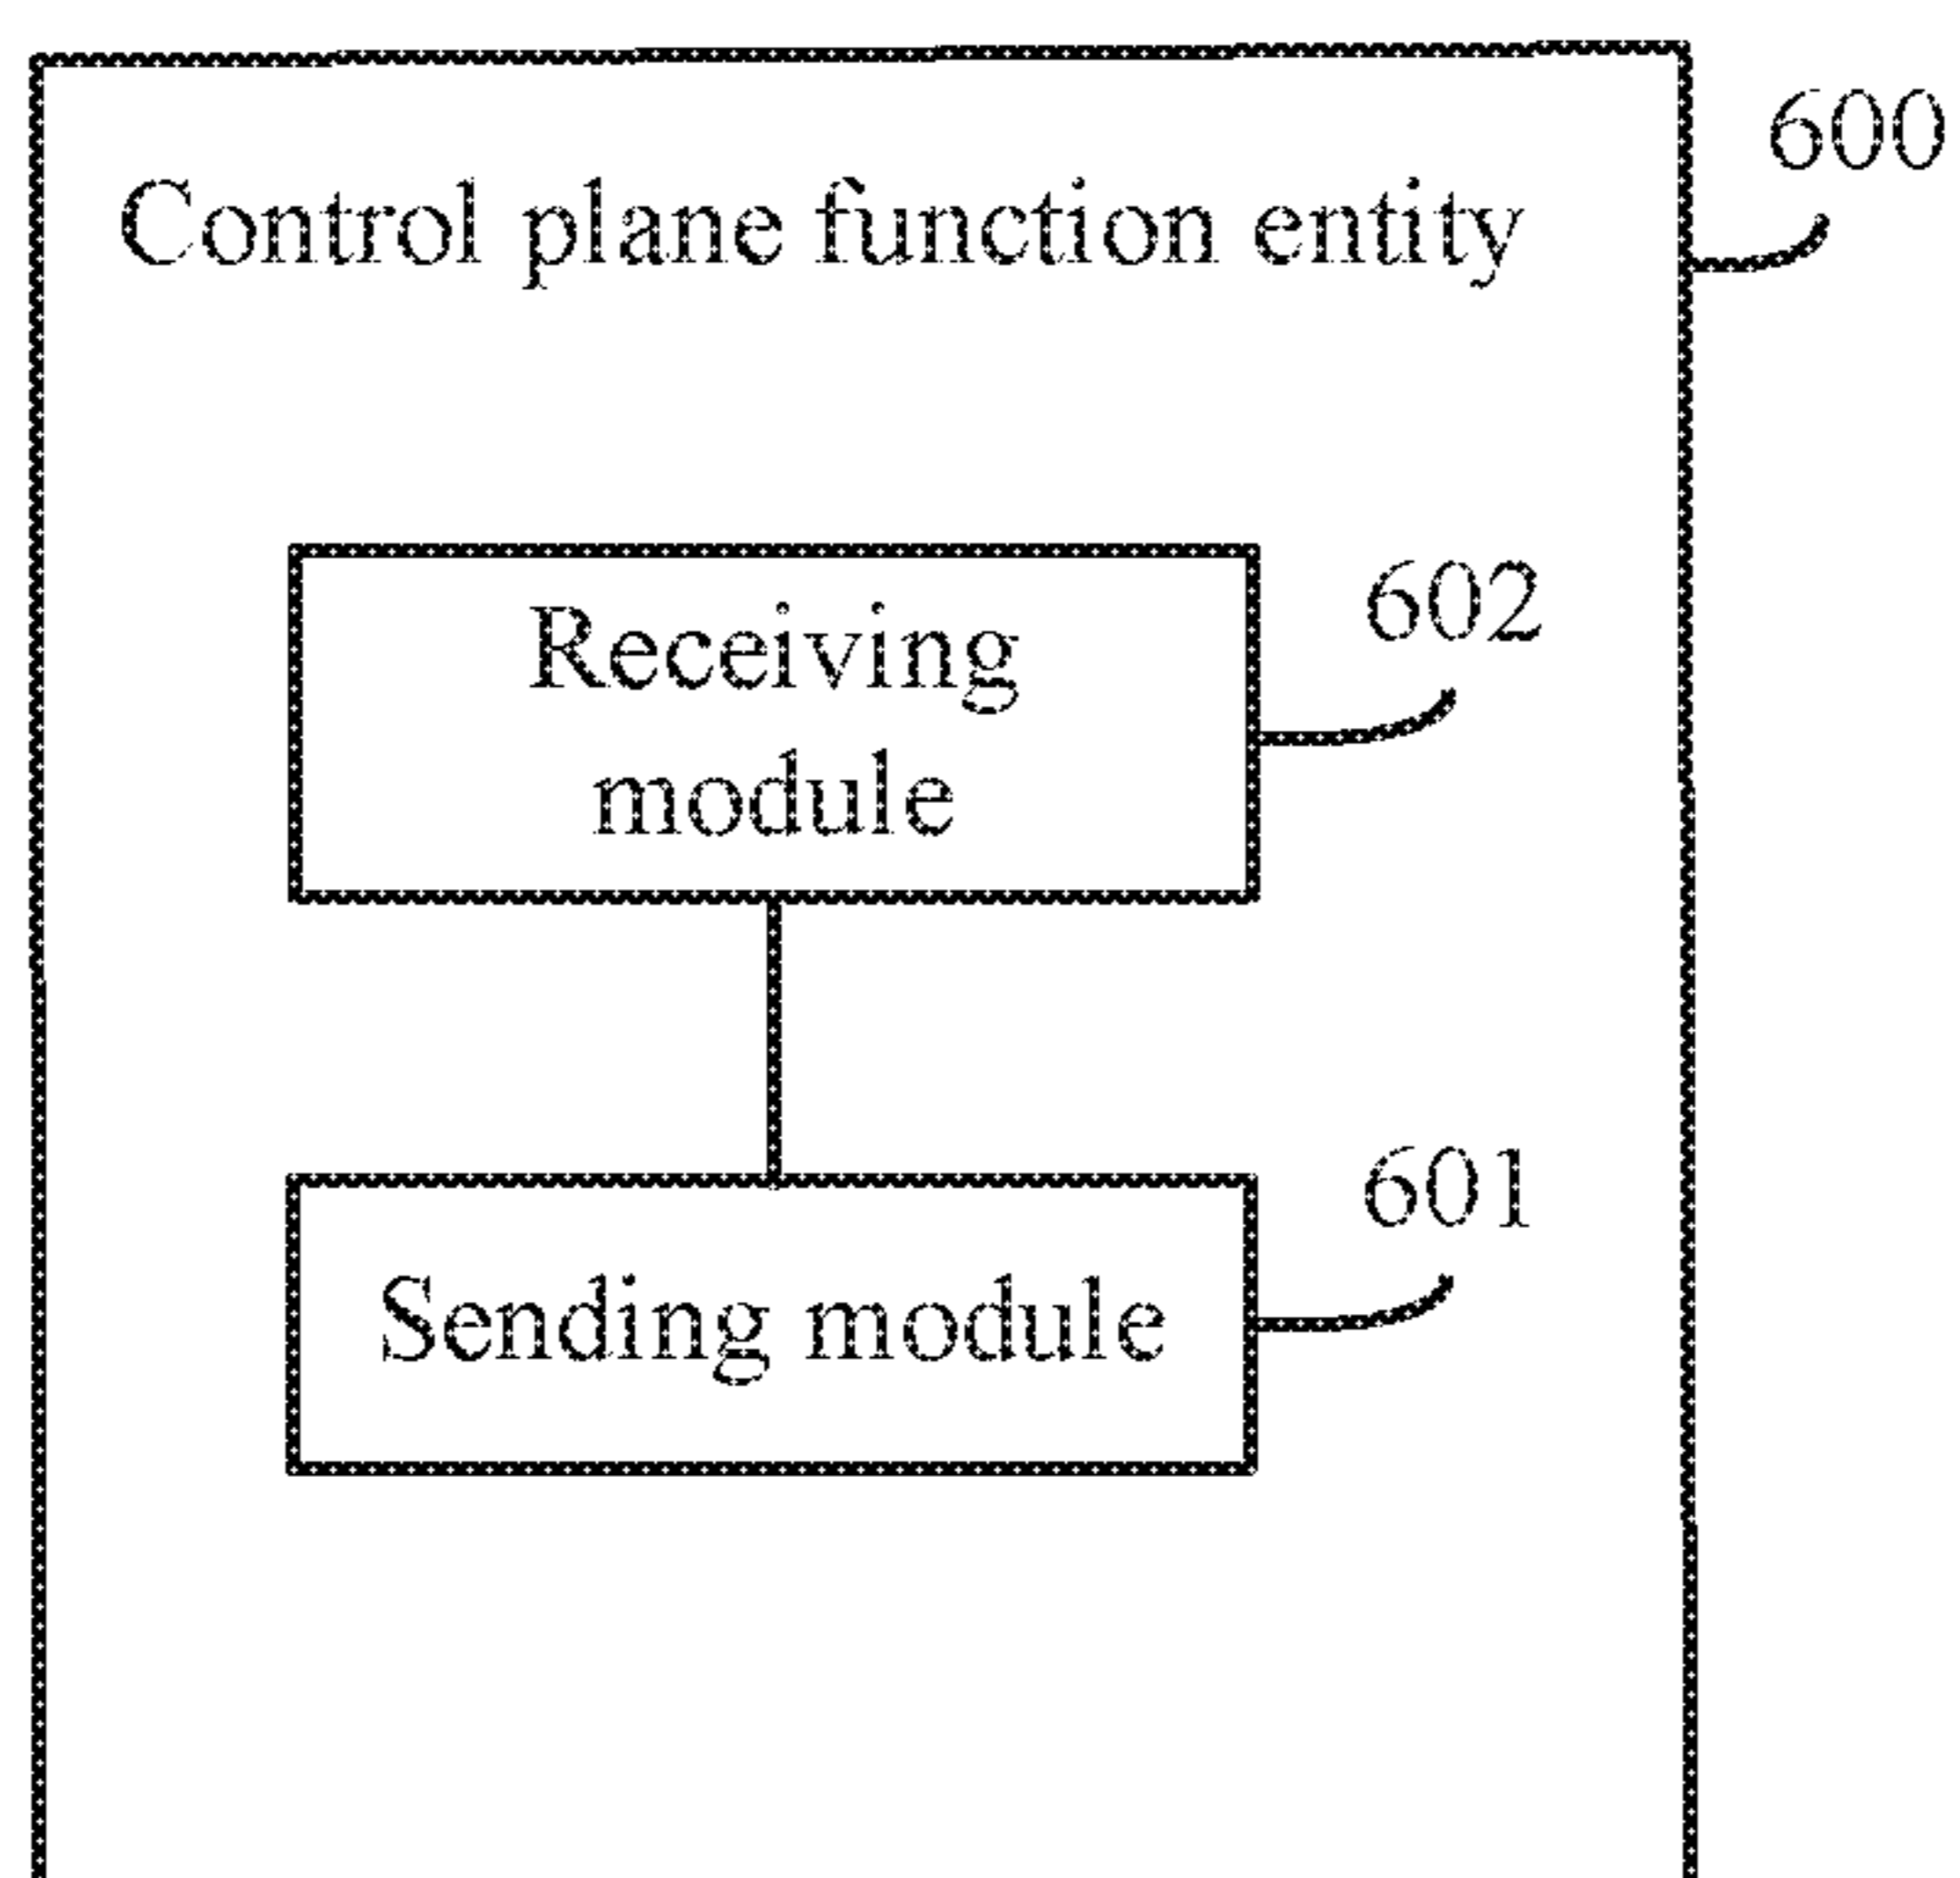 600
Control plane function entity
Receiving
module
602
Sending module
601